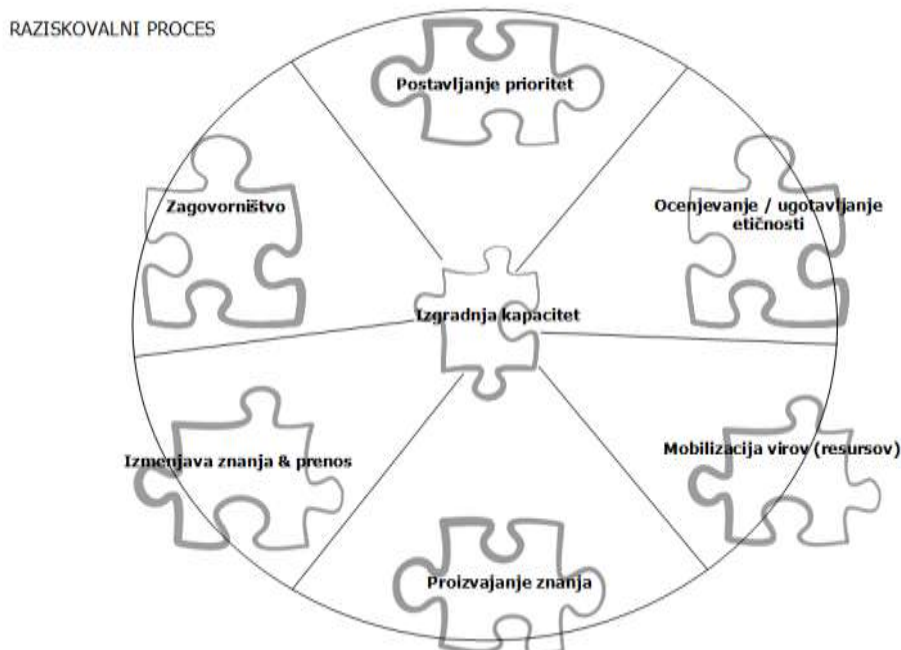 RAZISKOVALNI PROCES
Postavljanje prioritet
Zagovorništvo
Ocenjevanje / ugotavljanje
etičnosti
Izgradnja kapacitet
Izmenjava znanja & prenos
Mobilizacija virov (resursov)
Proizvajanje znanja